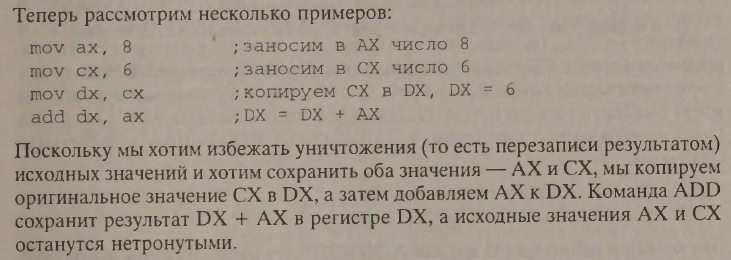 Теперь рассмотрим несколько примеров:
mov ax, 8 ;заносим в AX число 8
mov cx, 6 ;заносим в CX число 6
mov dx, cx ;копируем CX в DX, DX = 6
add dx, ax ;DX = DX + AX
Поскольку мы хотим избежать уничтожения (то есть перезаписи результатом)
исходных значений и хотим сохранить оба значения — AX и CX, мы копируем
оригинальное значение CX в DX, а затем добавляем AX к DX. Команда ADD
сохранит результат DX + AX в регистре DX, а исходные значения AX и CX
останутся нетронутыми.